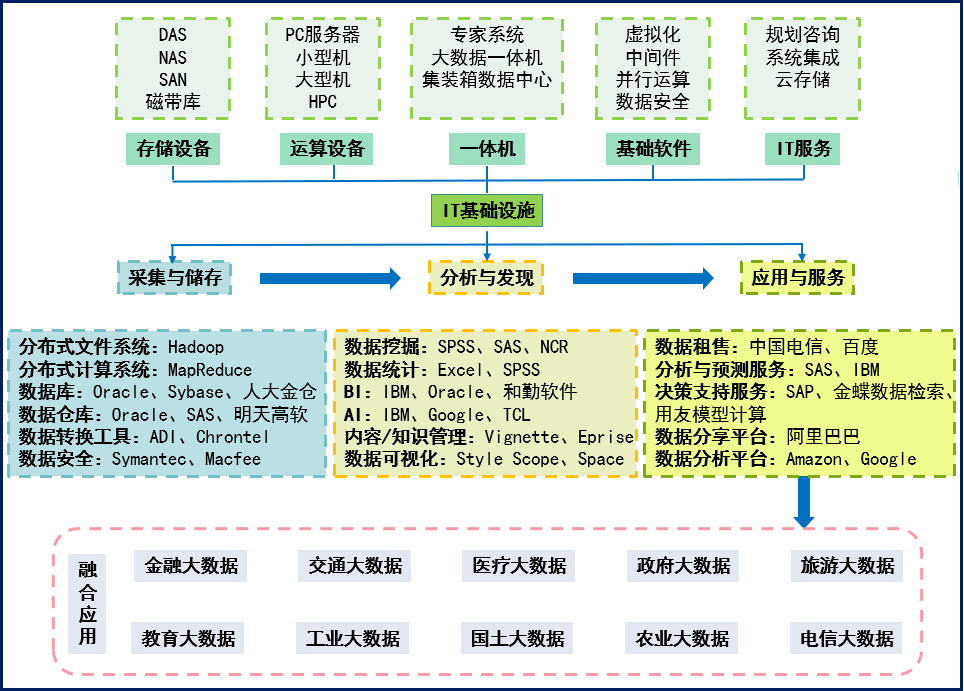 DAS
NAS
SAN
磁带库
PC服务器
小型机
大型机
HPC
专家系统
大数据一体机
集装箱数据中心
虚拟化
中间件
并行运算
数据安全
规划咨询
系统集成
云存储
存储设备
运算设备
一体机
基础软件
IT服务
IT基础设施
采集与储存
分析与发现
应用与服务
分布式文件系统：Hadoop
分布式计算系统：MapReduce
数据库：Oracle、Sybase、人大金仓
数据仓库：Oracle、SAS、明天高软
数据转换工具：ADI、Chrontel
数据安全：Symantec、Macfee
数据挖掘：SPSS、SAS、NCR
数据统计：Excel、SPSS
BI：IBM、Oracle、和勤软件
AI：IBM、Google、TCL
内容/知识管理：Vignette、Eprise
数据可视化：Style Scope、Space
数据租售：中国电信、百度
分析与预测服务：SAS、IBM
决策支持服务：SAP、金蝶数据检索、
用友模型计算
数据分享平台：阿里巴巴
数据分析平台：Amazon、Google
融合应用
金融大数据
交通大数据
医疗大数据
政府大数据
旅游大数据
教育大数据
工业大数据
国土大数据
农业大数据
电信大数据